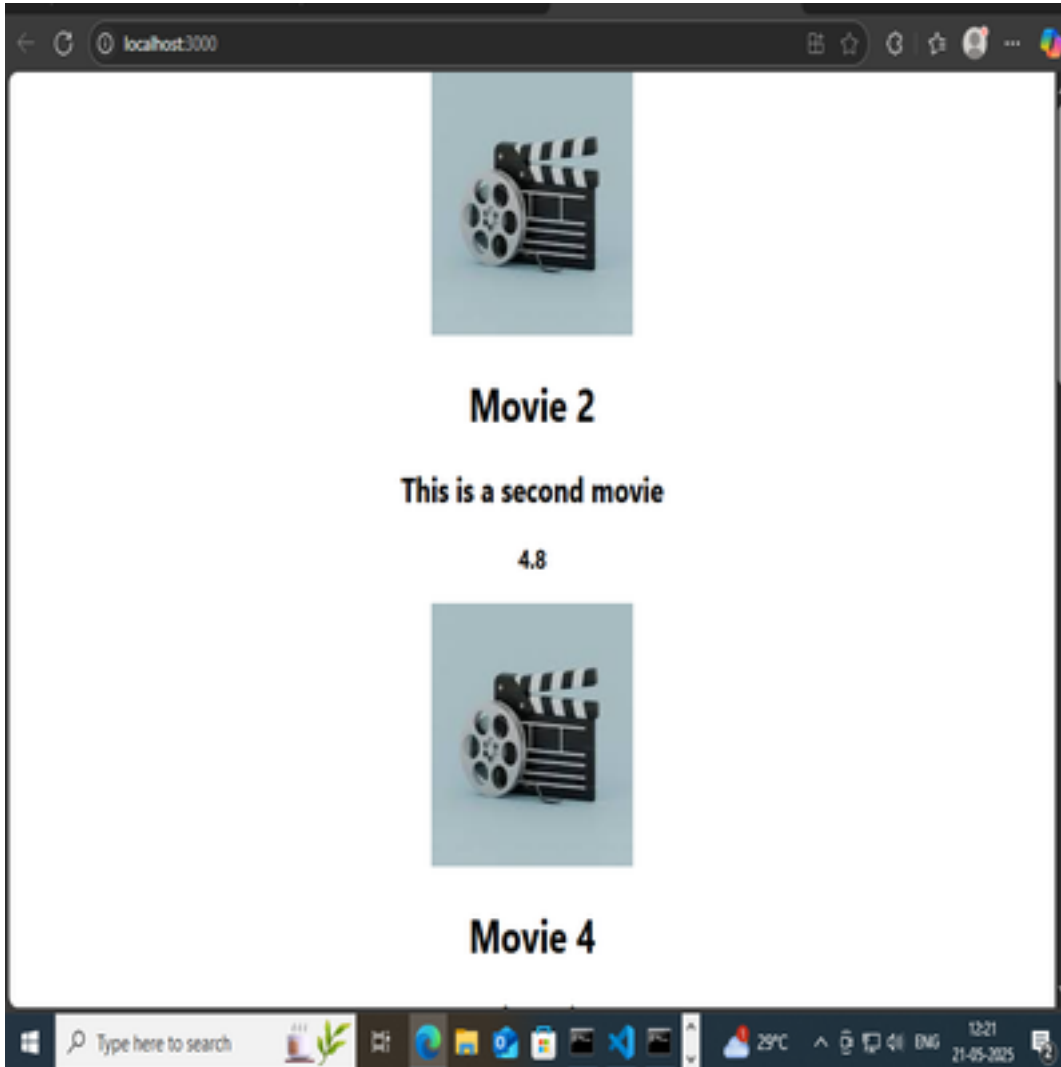 localhost:3000
Movie 2
This is a second movie
4.8
Movie 4
Type here to search
29°C
ENG
12:21
21-05-2025
2